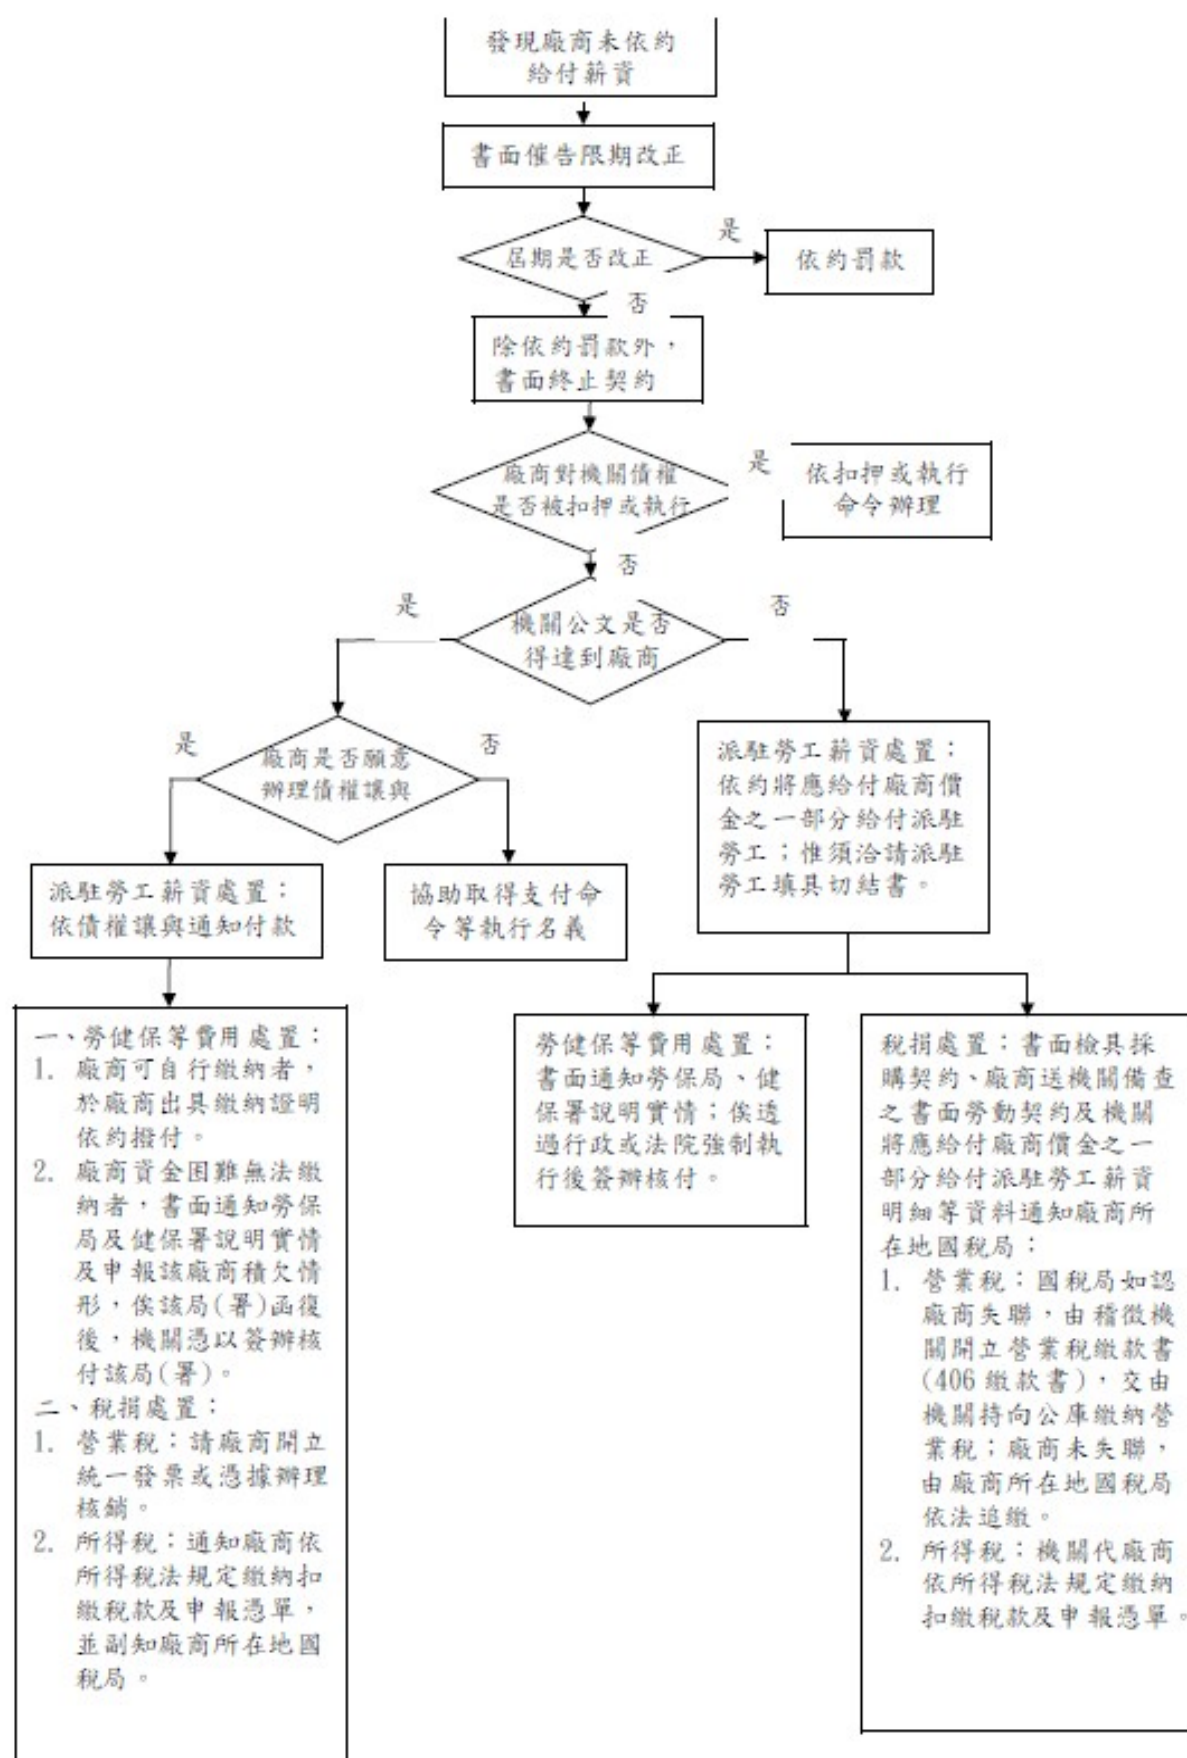 發現廠商未依約
給付薪資
書面催告限期改正
屆期是否改正
是
依約罰款
否
除依約罰款外，
書面終止契約
廠商對機關債權
是否被扣押或執行
是
依扣押或執行
命令辦理
否
機關公文是否
得達到廠商
是
否
廠商是否願意
辦理債權讓與
是
否
派駐勞工薪資處置：
依債權讓與通知付款
協助取得支付命
令等執行名義
派駐勞工薪資處置：
依約將應給付廠商價
金之一部分給付派駐
勞工；惟須洽請派駐
勞工填具切結書。
一、勞健保等費用處置：
1. 廠商可自行繳納者，
於廠商出具繳納證明
依約撥付。
2. 廠商資金困難無法繳
納者，書面通知勞保
局及健保署說明實情
及申報該廠商積欠情
形，俟該局(署)函復
後，機關憑以簽辦核
付該局(署)。
二、稅捐處置：
1. 營業稅：請廠商開立
統一發票或憑據辦理
核銷。
2. 所得稅：通知廠商依
所得稅法規定繳納扣
繳稅款及申報憑單，
並副知廠商所在地國
稅局。
勞健保等費用處置：
書面通知勞保局、健
保署說明實情；俟透
過行政或法院強制執
行後簽辦核付。
稅捐處置：書面檢具採
購契約、廠商送機關備查
之書面勞動契約及機關
將應給付廠商價金之一
部分給付派駐勞工薪資
明細等資料通知廠商所
在地國稅局：
1. 營業稅：國稅局如認
廠商失聯，由稽徵機
關開立營業稅繳款書
(406 繳款書)，交由
機關持向公庫繳納營
業稅；廠商未失聯，
由廠商所在地國稅局
依法追繳。
2. 所得稅：機關代廠商
依所得稅法規定繳納
扣繳稅款及申報憑單。